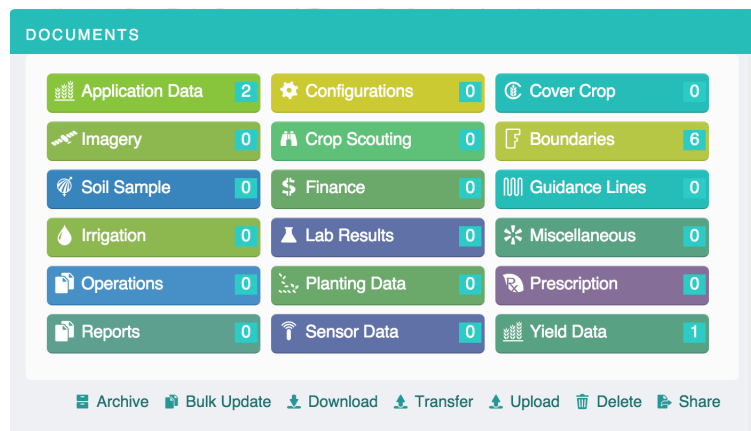 DOCUMENTS
Application Data 2 Configurations 0 Cover Crop 0
Imagery 0 Crop Scouting 0 Boundaries 6
Soil Sample 0 Finance 0 Guidance Lines 0
Irrigation 0 Lab Results 0 Miscellaneous 0
Operations 0 Planting Data 0 Prescription 0
Reports 0 Sensor Data 0 Yield Data 1
Archive Bulk Update Download Transfer Upload Delete Share